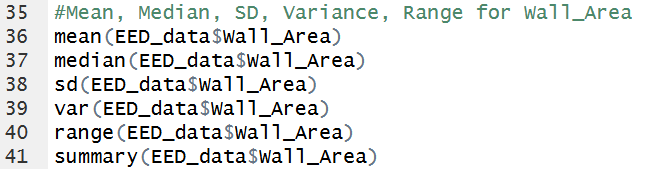 35 #Mean, Median, SD, Variance, Range for Wall_Area
36 mean(EED_data$Wall_Area)
37 median(EED_data$Wall_Area)
38 sd(EED_data$Wall_Area)
39 var(EED_data$Wall_Area)
40 range(EED_data$Wall_Area)
41 summary(EED_data$Wall_Area)